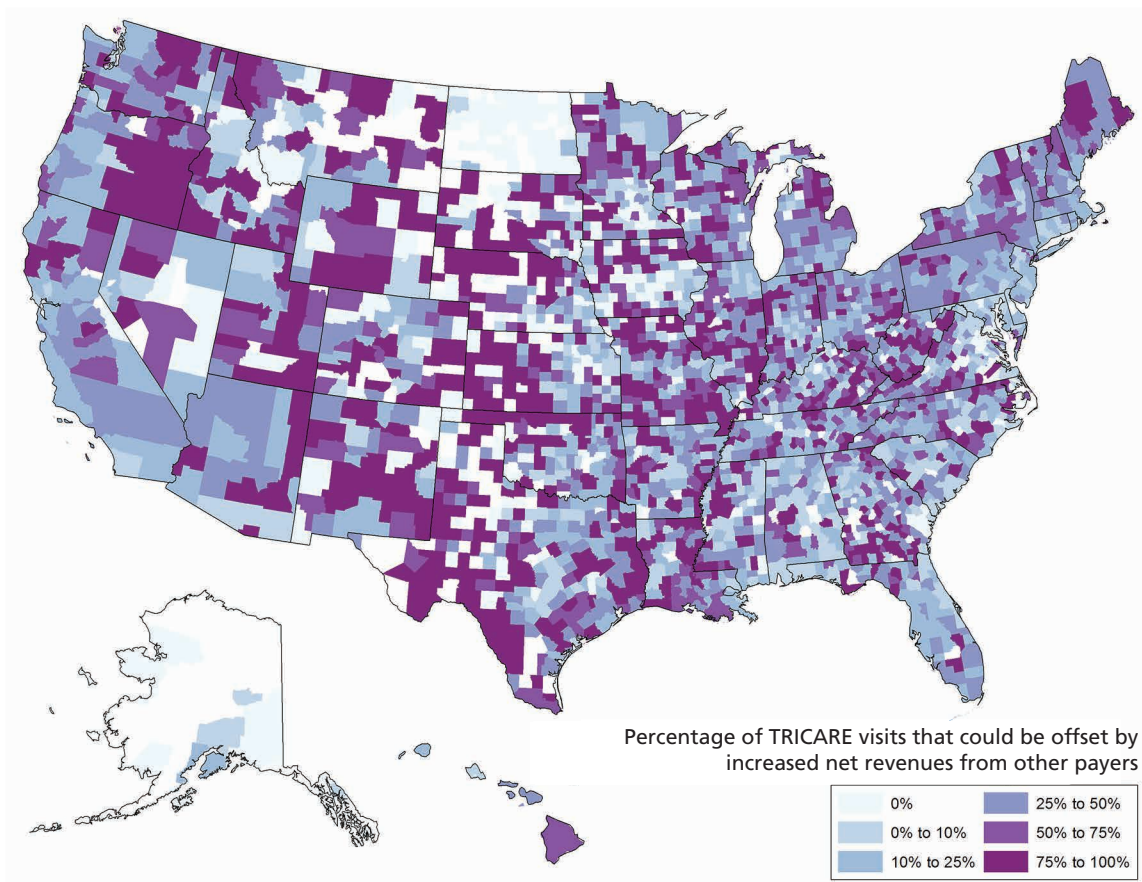 Percentage of TRICARE visits that could be offset by
increased net revenues from other payers
0%
25% to 50%
0% to 10%
50% to 75%
10% to 25%
75% to 100%